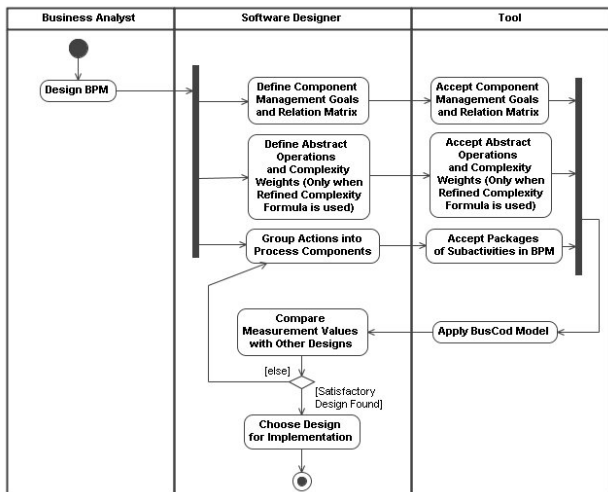 Business Analyst
Software Designer
Tool
Design BPM
Define Component
Management Goals
and Relation Matrix
Accept Component
Management Goals
and Relation Matrix
Define Abstract
Operations
and Complexity
Weights (Only when
Refined Complexity
Formula is used)
Accept Abstract
Operations
and Complexity
Weights (Only when
Refined Complexity
Formula is used)
Group Actions into
Process Components
Accept Packages
of Subactivities in BPM
Compare
Measurement Values
with Other Designs
Apply BusCod Model
[else]
[Satisfactory
Design Found]
Choose Design
for Implementation